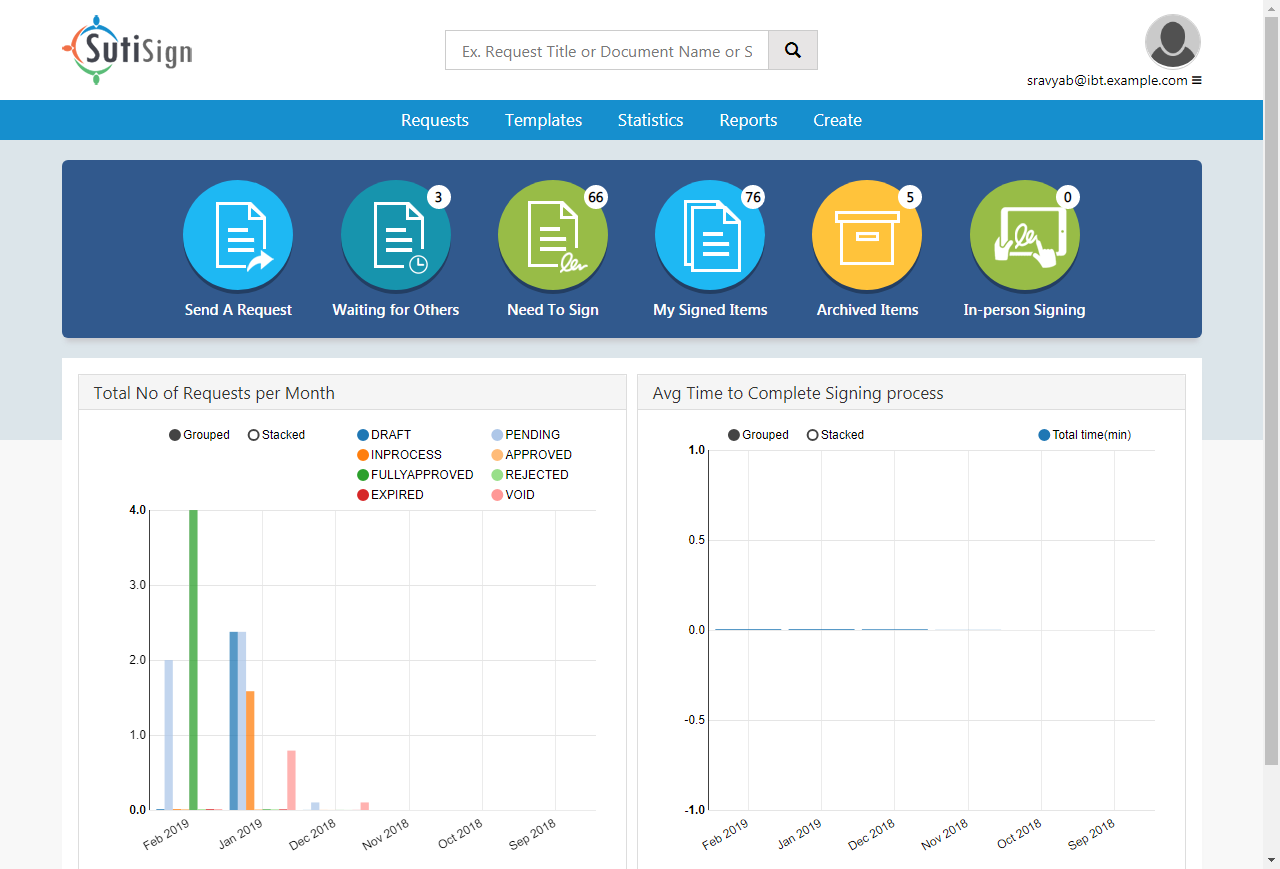 SutiSign
Ex. Request Title or Document Name or S
sravyab@ibt.example.com
Requests Templates Statistics Reports Create
3 66 76 5 0
Send A Request Waiting for Others Need To Sign My Signed Items Archived Items In-person Signing
Total No of Requests per Month
Grouped Stacked DRAFT PENDING
INPROCESS APPROVED
FULLYAPPROVED REJECTED
EXPIRED VOID
4.0
3.0
2.0
1.0
0.0
Feb 2019 Jan 2019 Dec 2018 Nov 2018 Oct 2018 Sep 2018
Avg Time to Complete Signing process
Grouped Stacked Total time(min)
1.0
0.5
0.0
-0.5
-1.0
Feb 2019 Jan 2019 Dec 2018 Nov 2018 Oct 2018 Sep 2018